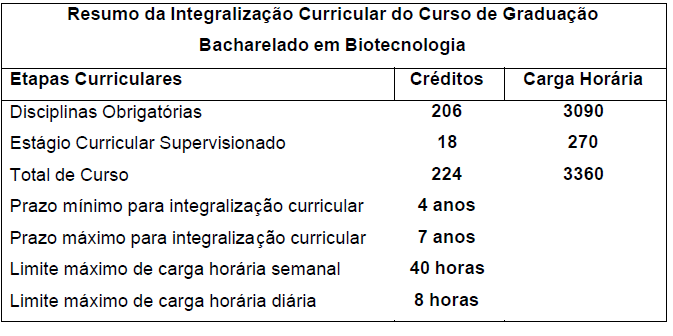 Resumo da Integralização Curricular do Curso de Graduação
Bacharelado em Biotecnologia
Etapas Curriculares Créditos Carga Horária
Disciplinas Obrigatórias 206 3090
Estágio Curricular Supervisionado 18 270
Total de Curso 224 3360
Prazo mínimo para integralização curricular 4 anos
Prazo máximo para integralização curricular 7 anos
Limite máximo de carga horária semanal 40 horas
Limite máximo de carga horária diária 8 horas